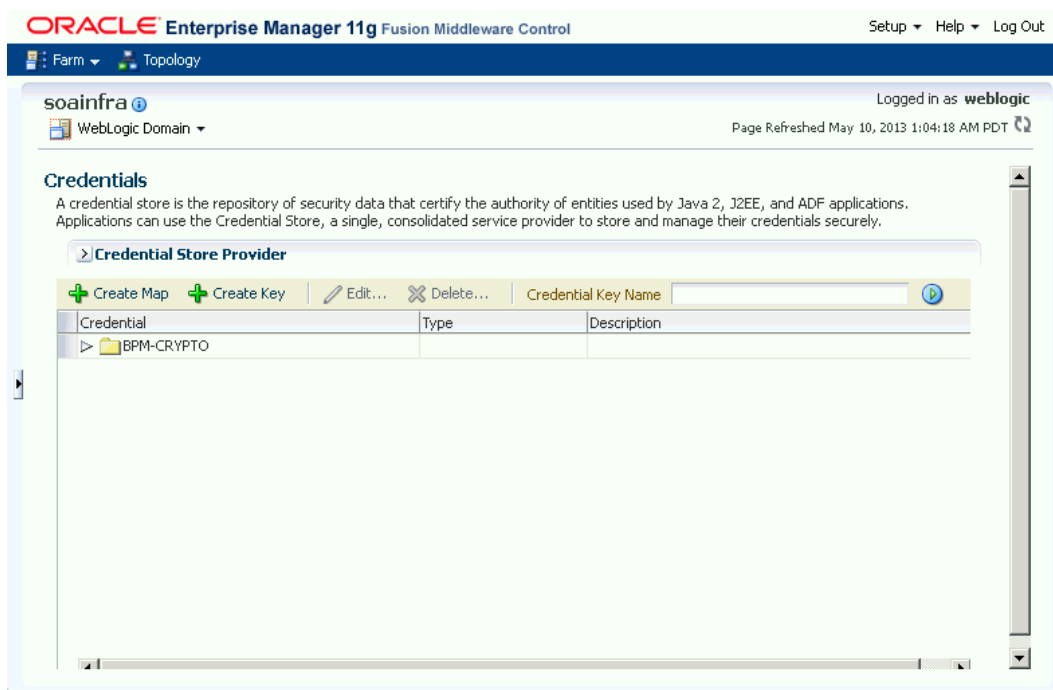 ORACLE Enterprise Manager 11g Fusion Middleware Control
Setup Help Log Out
Farm Topology
soainfra
Logged in as weblogic
WebLogic Domain
Page Refreshed May 10, 2013 1:04:18 AM PDT
Credentials
A credential store is the repository of security data that certify the authority of entities used by Java 2, J2EE, and ADF applications.
Applications can use the Credential Store, a single, consolidated service provider to store and manage their credentials securely.
Credential Store Provider
Create Map Create Key Edit... Delete... Credential Key Name
Credential Type Description
BPM-CRYPTO